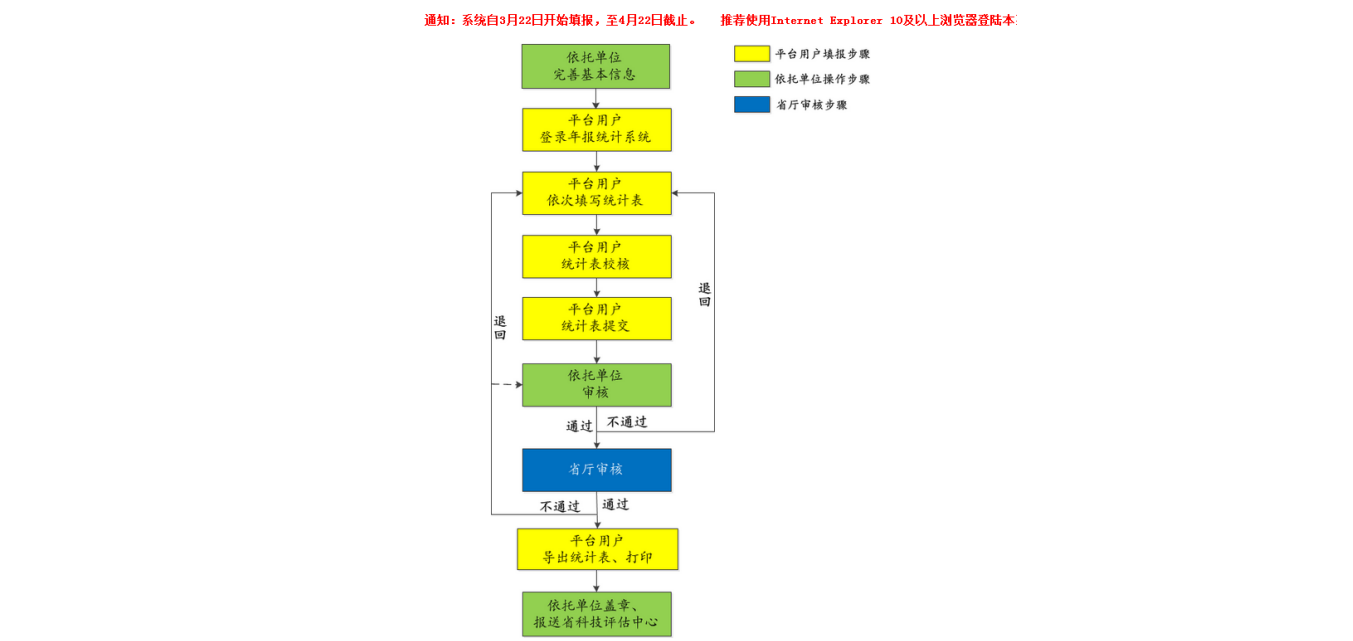 通知：系统自3月22日开始填报，至4月22日截止。 推荐使用Internet Explorer 10及以上浏览器登陆本
平台用户填报步骤
依托单位操作步骤
省厅审核步骤
依托单位
完善基本信息
平台用户
登录年报统计系统
平台用户
依次填写统计表
平台用户
统计表校核
平台用户
统计表提交
退回
退回
依托单位
审核
通过
不通过
省厅审核
不通过
通过
平台用户
导出统计表、打印
依托单位盖章、
报送省科技评估中心